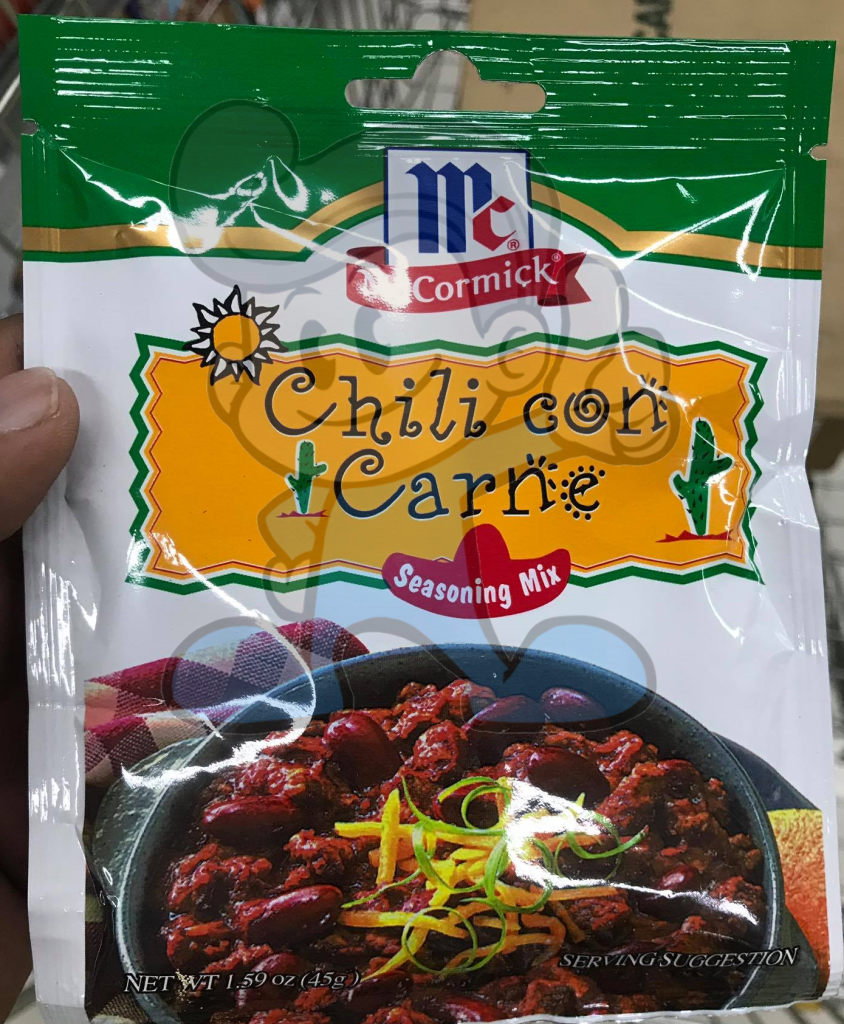 Mc®
McCormick®
Chili con
Carne
Seasoning Mix
SERVING SUGGESTION
NET WT 1.59 oz (45g)